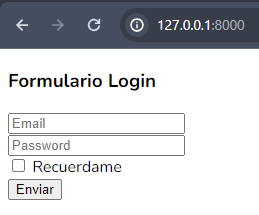 127.0.0.1:8000
Formulario Login
Email
Password
Recuerdame
Enviar